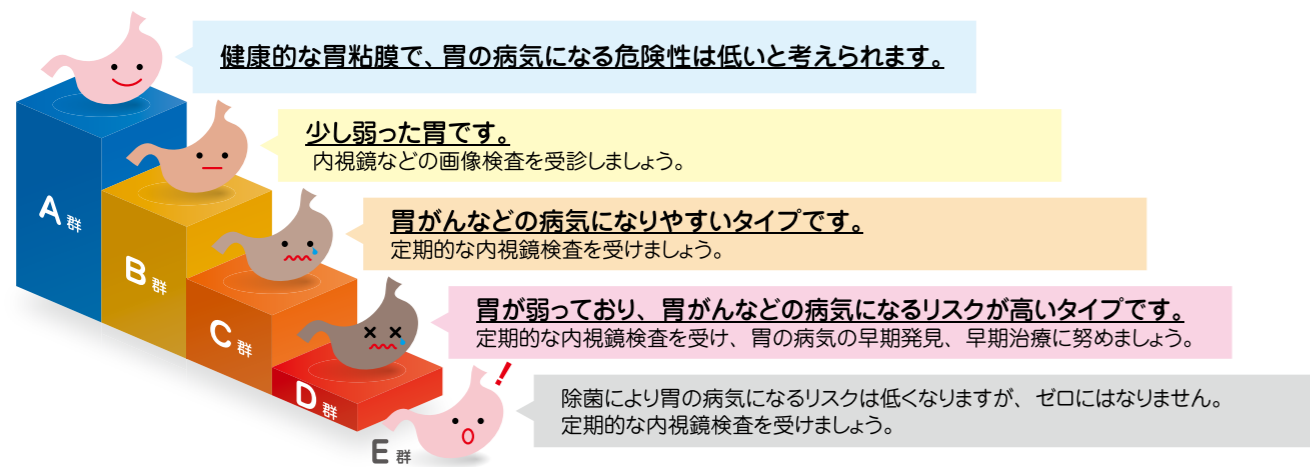 健康的な胃粘膜で、胃の病気になる危険性は低いと考えられます。
A群
少し弱った胃です。
内視鏡などの画像検査を受診しましょう。
B群
胃がんなどの病気になりやすいタイプです。
定期的な内視鏡検査を受けましょう。
C群
胃が弱っており、胃がんなどの病気になるリスクが高いタイプです。
定期的な内視鏡検査を受け、胃の病気の早期発見、早期治療に努めましょう。
D群
!
除菌により胃の病気になるリスクは低くなりますが、ゼロにはなりません。
定期的な内視鏡検査を受けましょう。
E群